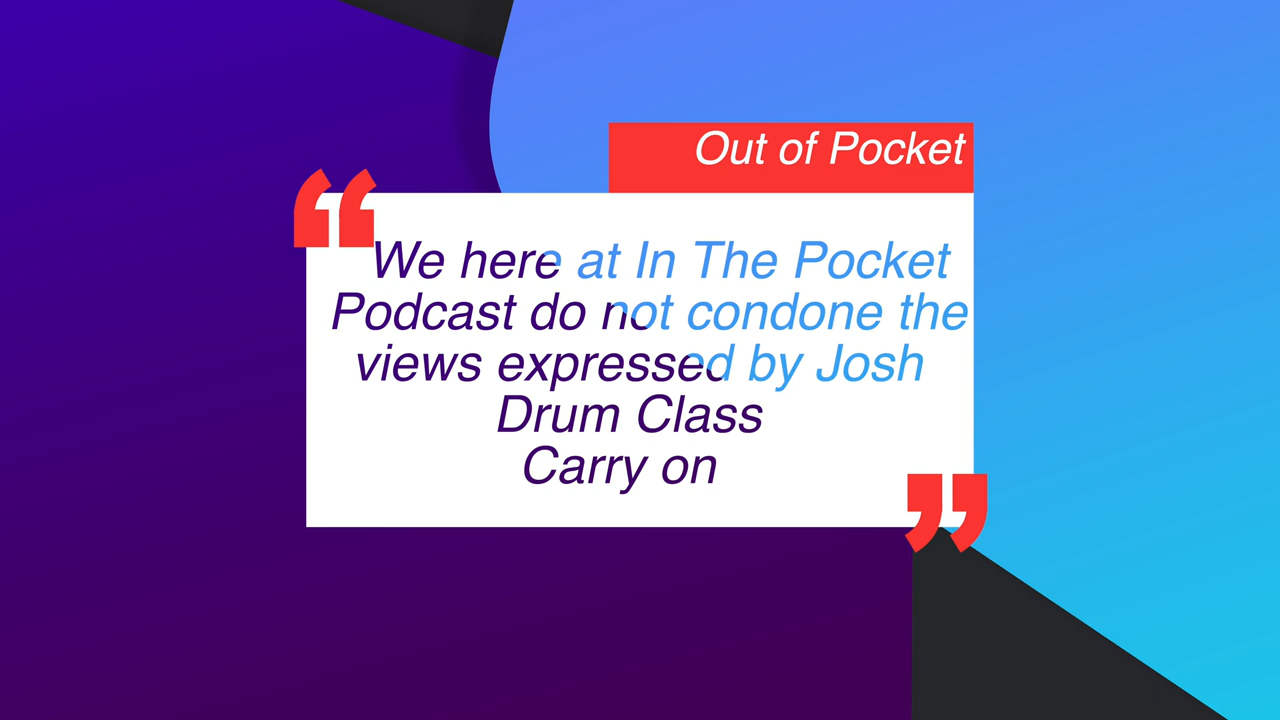 Out of Pocket
We here at In The Pocket
Podcast do not condone the
views expressed by Josh
Drum Class
Carry on